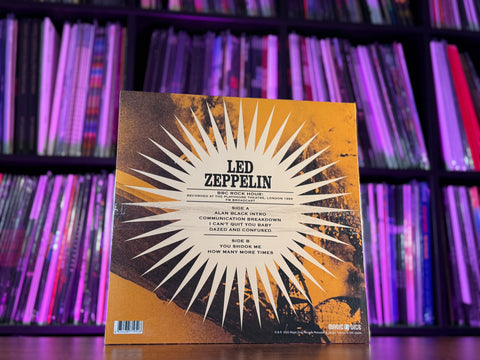 LED
ZEPPELIN
BBC ROCK HOUR:
RECORDED AT THE PLAYHOUSE THEATRE, LONDON 1969
FM BROADCAST
SIDE A
ALAN BLACK INTRO
COMMUNICATION BREAKDOWN
I CAN'T QUIT YOU BABY
DAZED AND CONFUSED
SIDE B
YOU SHOOK ME
HOW MANY MORE TIMES